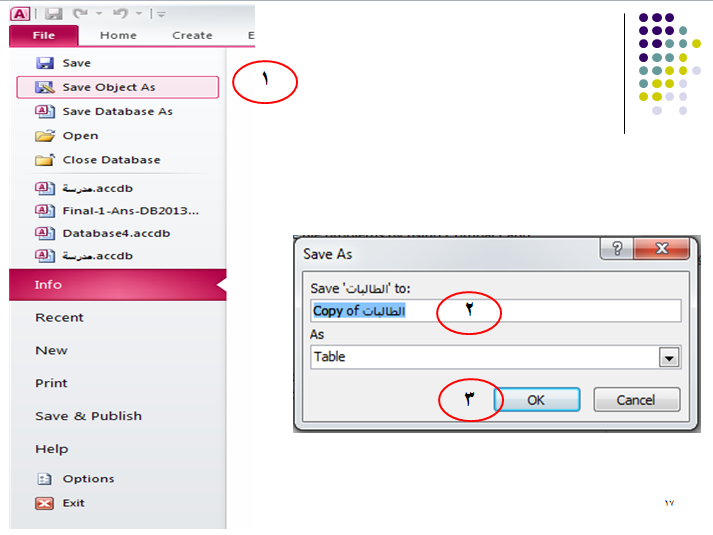 File Home Create E
Save
Save Object As
Save Database As
Open
Close Database
مدرسة.accdb
Final-1-Ans-DB2013...
Database4.accdb
مدرسة.accdb
Info
Recent
New
Print
Save & Publish
Help
Options
Exit
١
Save As
Save 'الطالبات' to:
Copy of الطالبات
٢
As
Table
٣
OK
Cancel
١٧